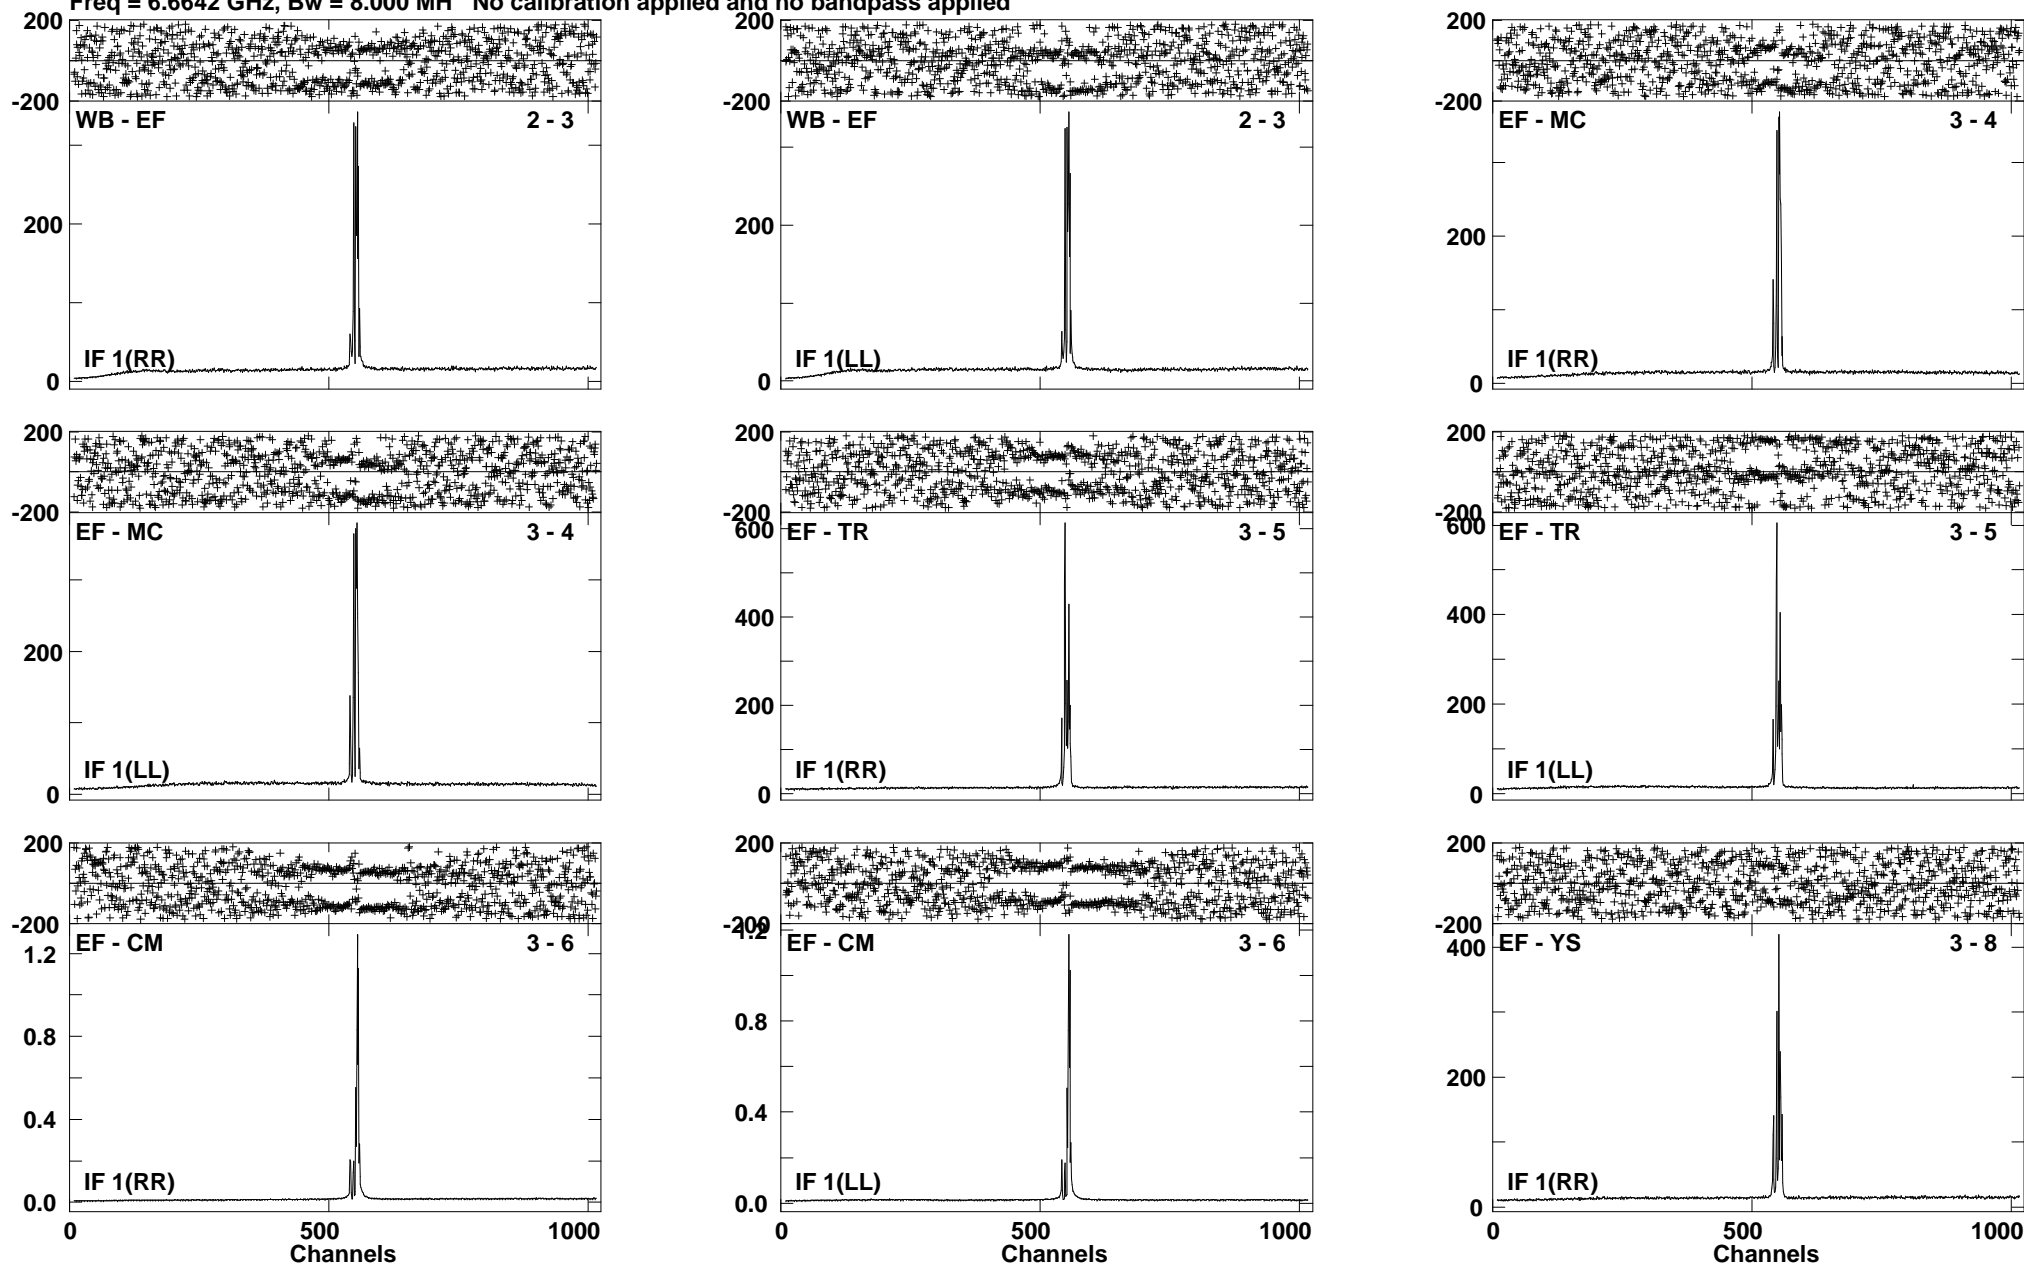 Freq = 6.6642 GHz, Bw = 8.000 MH No calibration applied and no bandpass applied
200 200 200
-200 -200 -200
WB - EF 2 - 3 WB - EF 2 - 3 EF - MC 3 - 4
200 200 200
IF 1(RR) IF 1(LL) IF 1(RR)
0 0 0
200 200 200
-200 -200 -200
EF - MC 3 - 4 EF - TR 3 - 5 EF - TR 3 - 5
600 600
400 400
200 200 200
IF 1(LL) IF 1(RR) IF 1(LL)
0 0 0
200 200 200
-200 -200 -200
EF - CM 3 - 6 EF - CM 3 - 6 EF - YS 3 - 8
1.2 1.2 400
0.8 0.8
200
0.4 0.4
IF 1(RR) IF 1(LL) IF 1(RR)
0.0 0.0 0
0 500 1000 0 500 1000 0 500 1000
Channels Channels Channels